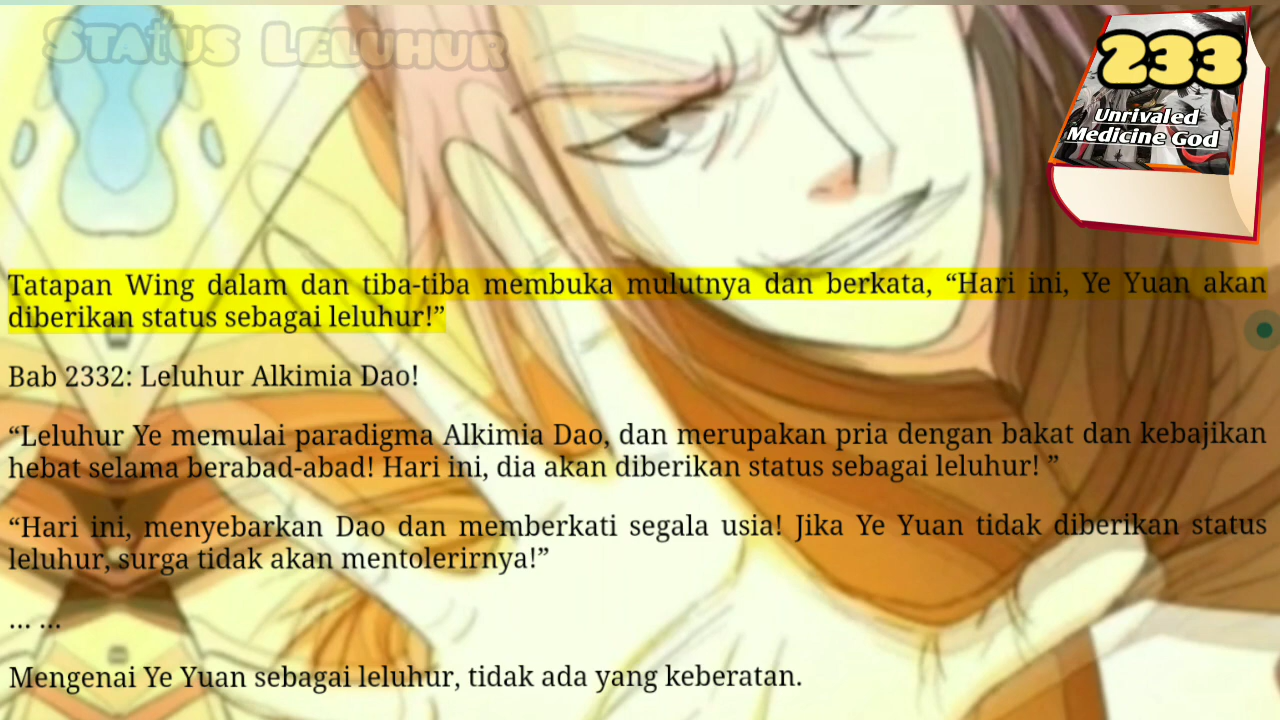 Status Leluhur
233
Unrivaled
Medicine God
Tatapan Wing dalam dan tiba-tiba membuka mulutnya dan berkata, “Hari ini, Ye Yuan akan
diberikan status sebagai leluhur!”
Bab 2332: Leluhur Alkimia Dao!
“Leluhur Ye memulai paradigma Alkimia Dao, dan merupakan pria dengan bakat dan kebajikan
hebat selama berabad-abad! Hari ini, dia akan diberikan status sebagai leluhur! ”
“Hari ini, menyebarkan Dao dan memberkati segala usia! Jika Ye Yuan tidak diberikan status
leluhur, surga tidak akan mentolerirnya!”
... ...
Mengenai Ye Yuan sebagai leluhur, tidak ada yang keberatan.